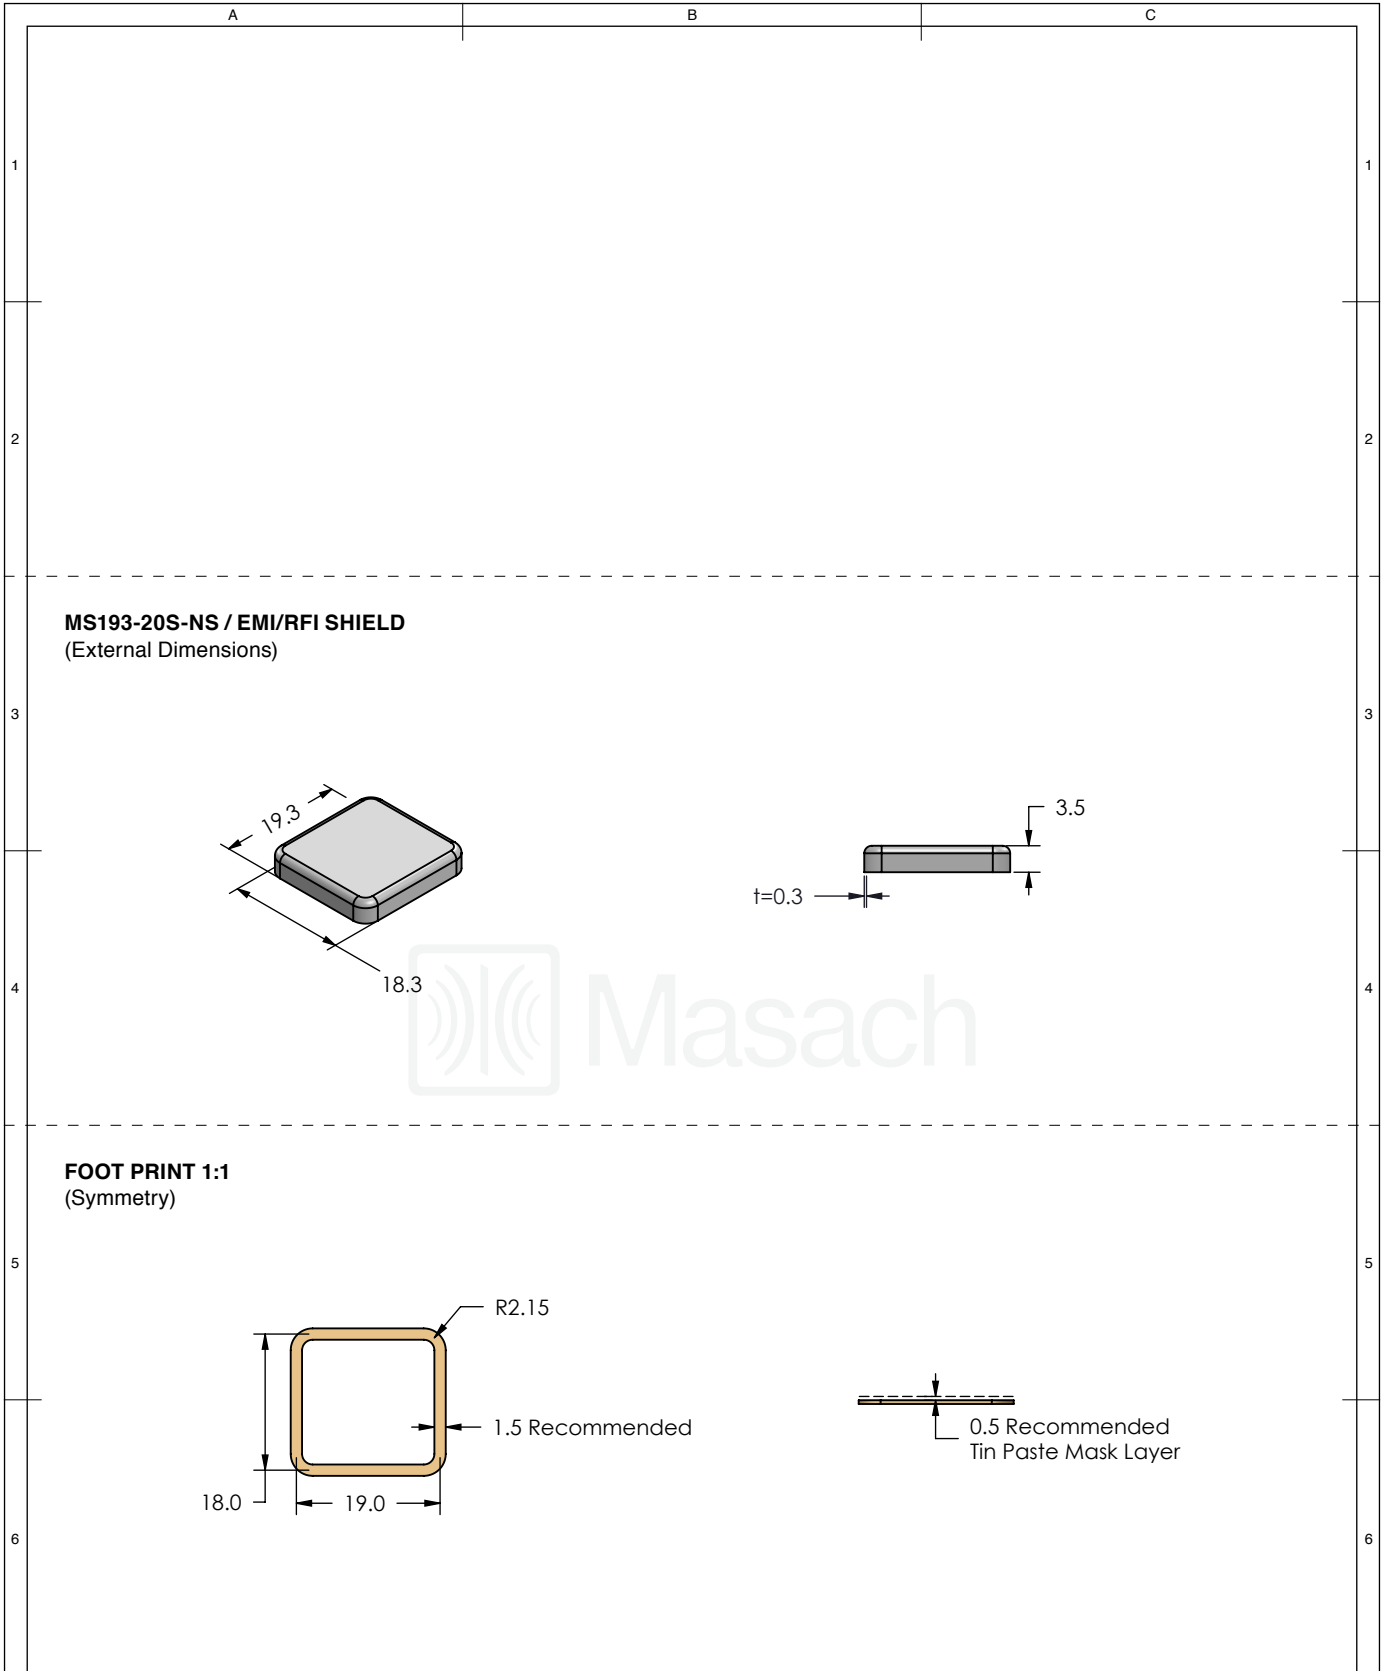 A B C
1 1
2 2
MS193-20S-NS / EMI/RFI SHIELD
(External Dimensions)
3 3
19.3
3.5
t=0.3
18.3
4 4
Masach
FOOT PRINT 1:1
(Symmetry)
5 5
R2.15
1.5 Recommended
0.5 Recommended
Tin Paste Mask Layer
18.0
19.0
6 6